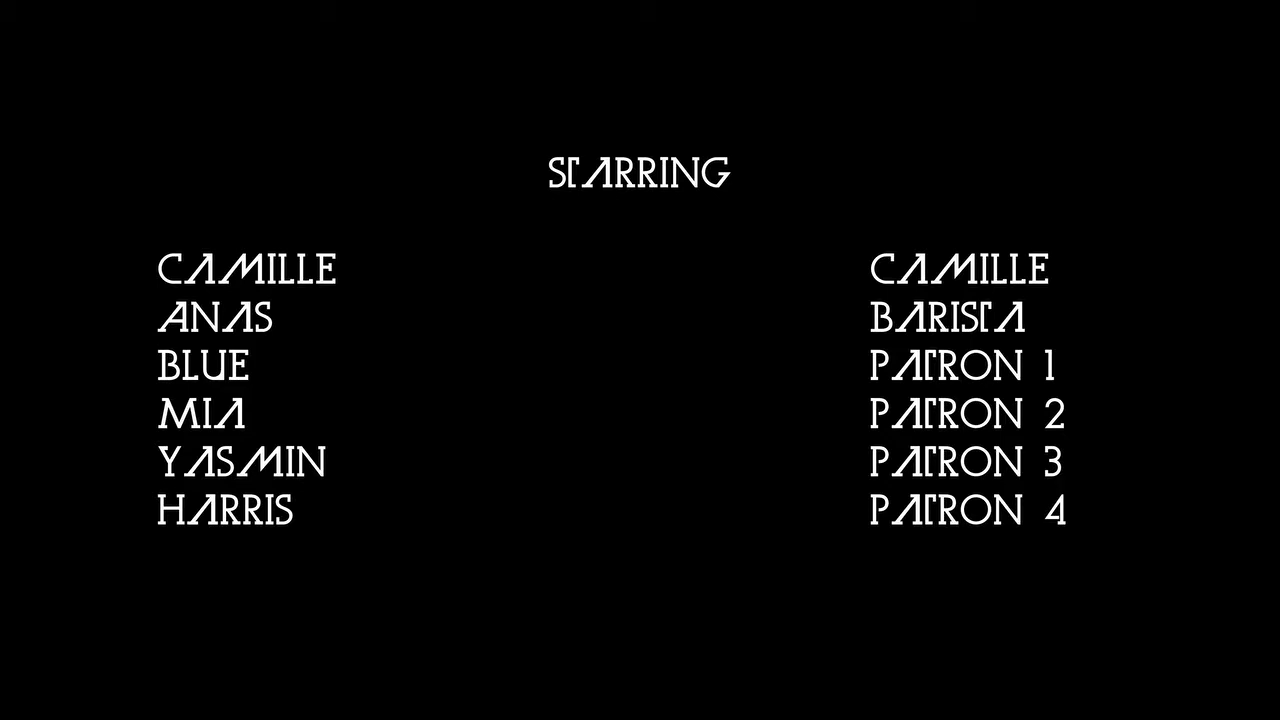 STARRING
CAMILLE CAMILLE
ANAS BARISTA
BLUE PATRON 1
MIA PATRON 2
YASMIN PATRON 3
HARRIS PATRON 4